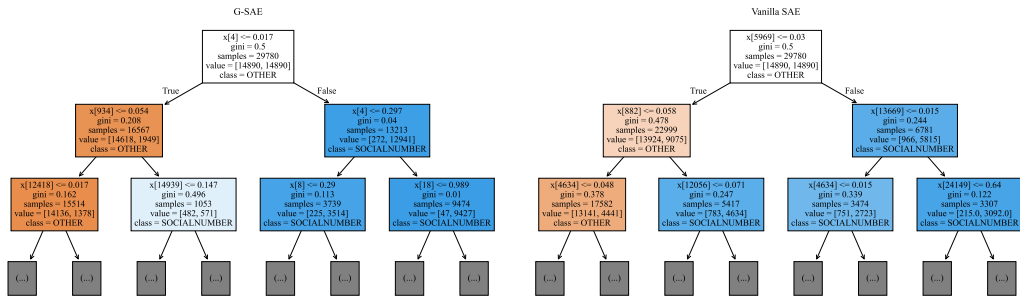 G-SAE
x[4] <= 0.017
gini = 0.5
samples = 29780
value = [14890, 14890]
class = OTHER
True
False
x[934] <= 0.054
gini = 0.208
samples = 16567
value = [14618, 1949]
class = OTHER
x[4] <= 0.297
gini = 0.04
samples = 13213
value = [272, 12941]
class = SOCIALNUMBER
x[12418] <= 0.017
gini = 0.162
samples = 15514
value = [14136, 1378]
class = OTHER
x[14939] <= 0.147
gini = 0.496
samples = 1053
value = [482, 571]
class = SOCIALNUMBER
x[8] <= 0.29
gini = 0.113
samples = 3739
value = [225, 3514]
class = SOCIALNUMBER
x[18] <= 0.989
gini = 0.01
samples = 9474
value = [47, 9427]
class = SOCIALNUMBER
(...)
(...)
(...)
(...)
(...)
(...)
(...)
(...)
Vanilla SAE
x[5969] <= 0.03
gini = 0.5
samples = 29780
value = [14890, 14890]
class = OTHER
True
False
x[882] <= 0.058
gini = 0.478
samples = 22999
value = [13924, 9075]
class = OTHER
x[13669] <= 0.015
gini = 0.244
samples = 6781
value = [966, 5815]
class = SOCIALNUMBER
x[4634] <= 0.048
gini = 0.378
samples = 17582
value = [13141, 4441]
class = OTHER
x[12056] <= 0.071
gini = 0.247
samples = 5417
value = [783, 4634]
class = SOCIALNUMBER
x[4634] <= 0.015
gini = 0.339
samples = 3474
value = [751, 2723]
class = SOCIALNUMBER
x[24149] <= 0.64
gini = 0.122
samples = 3307
value = [215.0, 3092.0]
class = SOCIALNUMBER
(...)
(...)
(...)
(...)
(...)
(...)
(...)
(...)